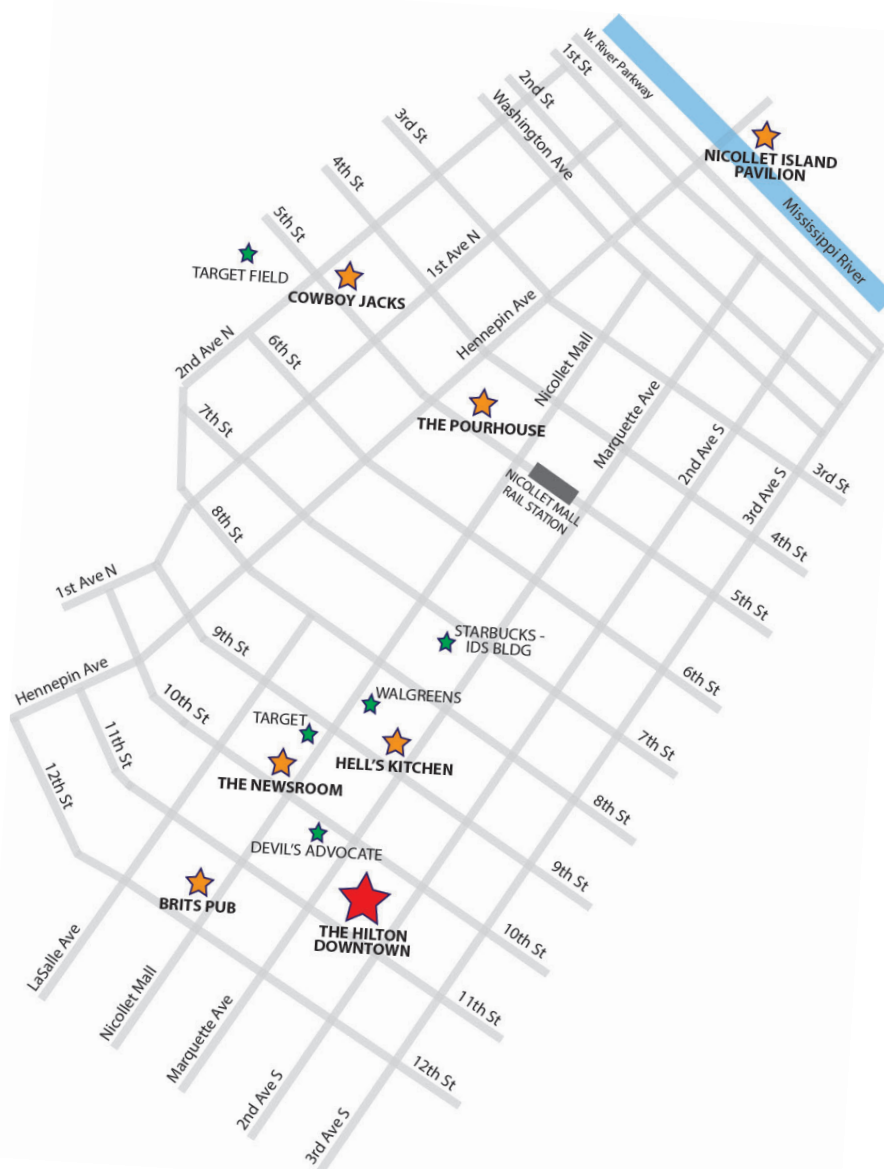 W. River Parkway
1st St
2nd St
Washington Ave
3rd St
4th St
5th St
NICOLLET ISLAND
PAVILION
Mississippi River
TARGET FIELD
COWBOY JACKS
1st Ave N
Hennepin Ave
2nd Ave N
6th St
Nicollet Mall
THE POURHOUSE
Marquette Ave
7th St
2nd Ave S
3rd Ave S
3rd St
NICOLLET MALL
RAIL STATION
8th St
4th St
1st Ave N
5th St
STARBUCKS -
IDS BLDG
9th St
Hennepin Ave
6th St
10th St
WALGREENS
TARGET
11th St
7th St
HELL'S KITCHEN
THE NEWSROOM
12th St
8th St
DEVIL'S ADVOCATE
9th St
BRITS PUB
THE HILTON
DOWNTOWN
10th St
LaSalle Ave
Nicollet Mall
11th St
Marquette Ave
12th St
2nd Ave S
3rd Ave S